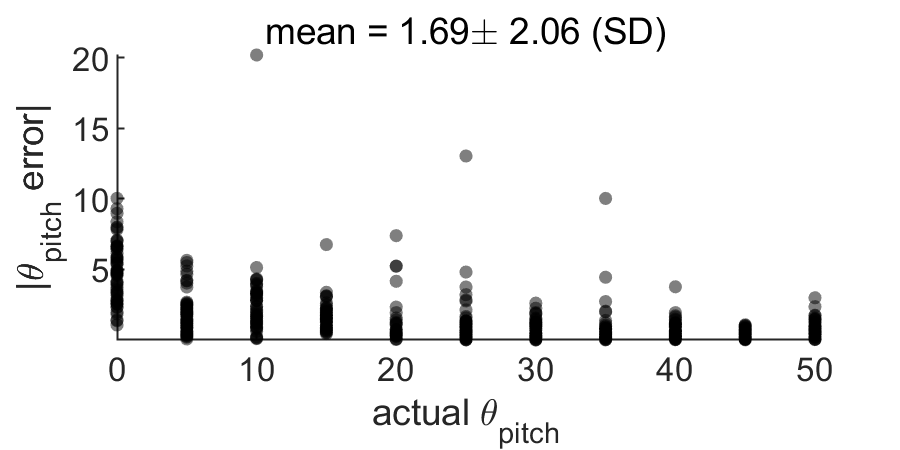 mean = 1.69± 2.06 (SD)
20
15
10
5
|θpitch error|
0 10 20 30 40 50
actual θpitch